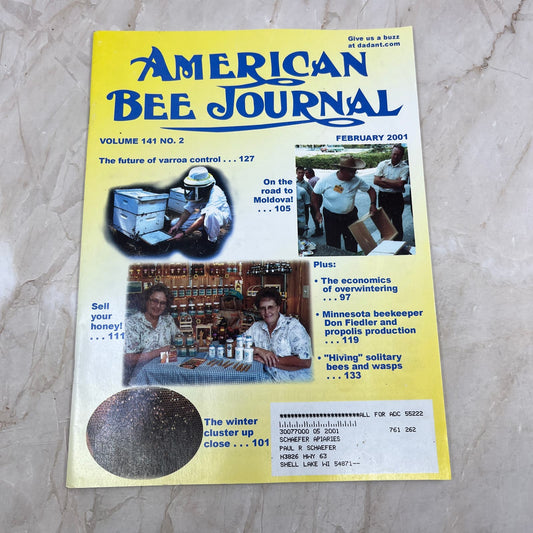 Give us a buzz
at dadant.com
AMERICAN
BEE JOURNAL
VOLUME 141 NO. 2
FEBRUARY 2001
The future of varroa control . . . 127
On the
road to
Moldova!
. . . 105
Plus:
• The economics
of overwintering
. . . 97
• Minnesota beekeeper
Don Fiedler and
propolis production
. . . 119
• "Hiving" solitary
bees and wasps
. . . 133
Sell
your
honey!
. . . 111
The winter
cluster up
close . . . 101
ALL FOR ADC 55222
30077000 05 2001 761 262
SCHAEFER APIARIES
PAUL R SCHAEFER
H3826 HWY 63
SHELL LAKE WI 54871--